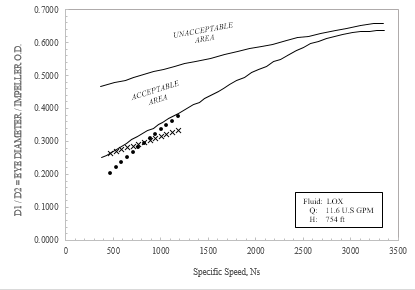 0.7000
0.6000
0.5000
0.4000
0.3000
0.2000
0.1000
0.0000
D1 / D2 = EYE DIAMETER / IMPELLER O.D.
UNACCEPTABLE
AREA
ACCEPTABLE
AREA
Fluid: LOX
Q: 11.6 U.S GPM
H: 754 ft
0 500 1000 1500 2000 2500 3000 3500
Specific Speed, Ns